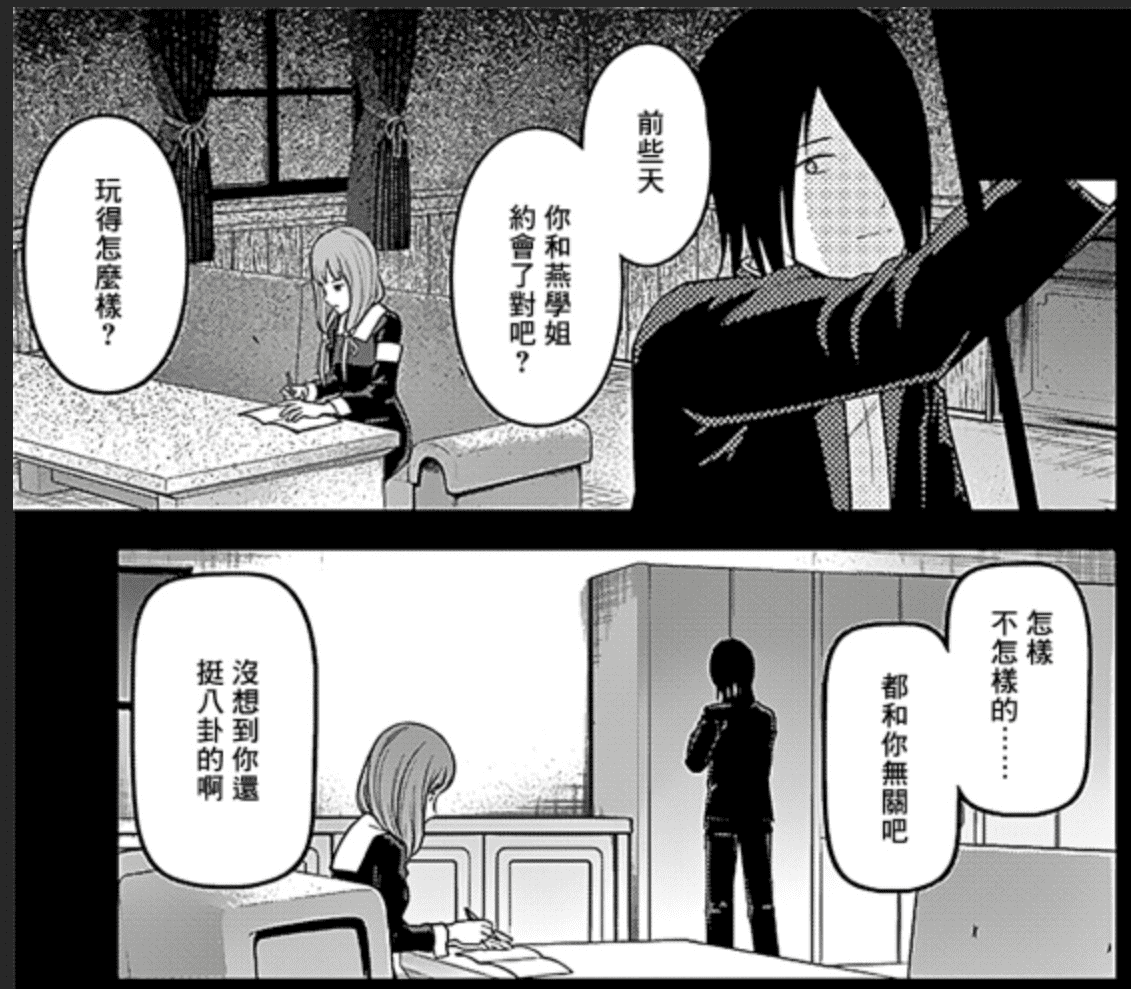 前些天
你和燕學姐
約會了對吧？
玩得怎麼樣？
怎樣
不怎樣的……
都和你無關吧
沒想到你還
挺八卦的啊